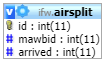 ifw.airsplit
id : int(11)
mawbid : int(11)
arrived : int(11)